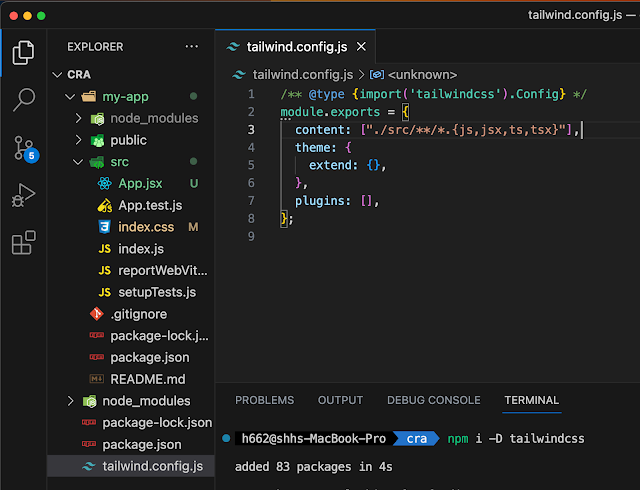 tailwind.config.js —
EXPLORER
CRA
my-app
node_modules
public
src
App.jsx U
App.test.js
index.css M
index.js
reportWebVit...
setupTests.js
.gitignore
package-lock.j...
package.json
README.md
node_modules
package-lock.json
package.json
tailwind.config.js
5
JS
JS
JS
tailwind.config.js
tailwind.config.js > <unknown>
1 /** @type {import('tailwindcss').Config} */
2 module.exports = {
3 content: ["./src/**/*.{js,jsx,ts,tsx}"],
4 theme: {
5 extend: {},
6 },
7 plugins: [],
8 };
9
PROBLEMS OUTPUT DEBUG CONSOLE TERMINAL
h662@shhs-MacBook-Pro cra npm i -D tailwindcss
added 83 packages in 4s